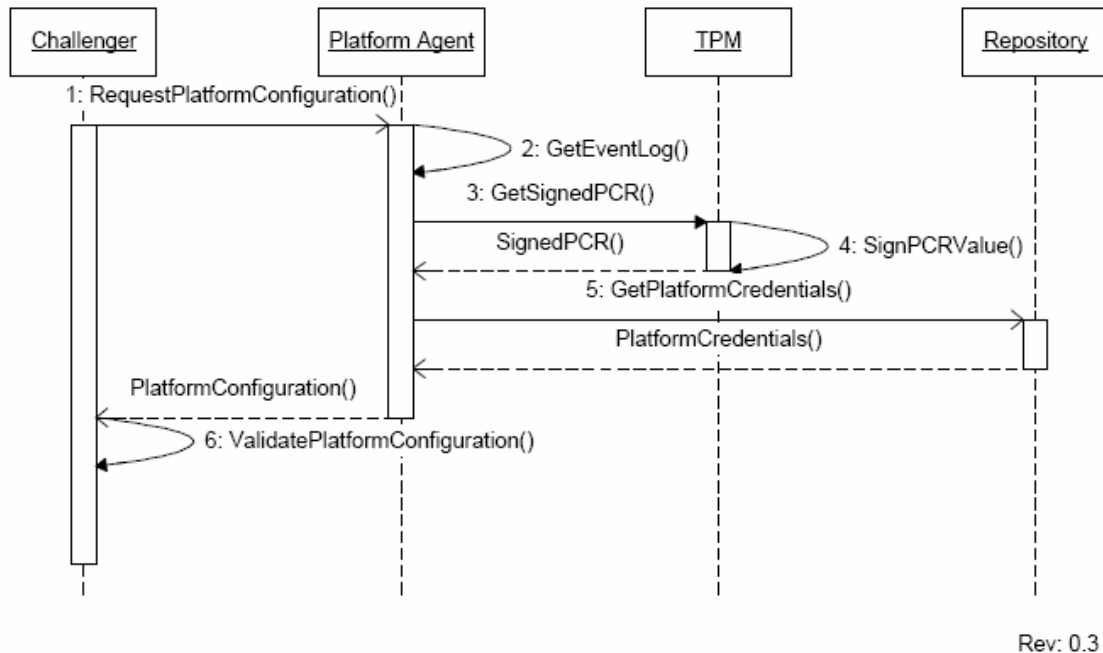 Challenger
Platform Agent
TPM
Repository
1: RequestPlatformConfiguration()
2: GetEventLog()
3: GetSignedPCR()
SignedPCR()
4: SignPCRValue()
5: GetPlatformCredentials()
PlatformCredentials()
PlatformConfiguration()
6: ValidatePlatformConfiguration()
Rev: 0.3